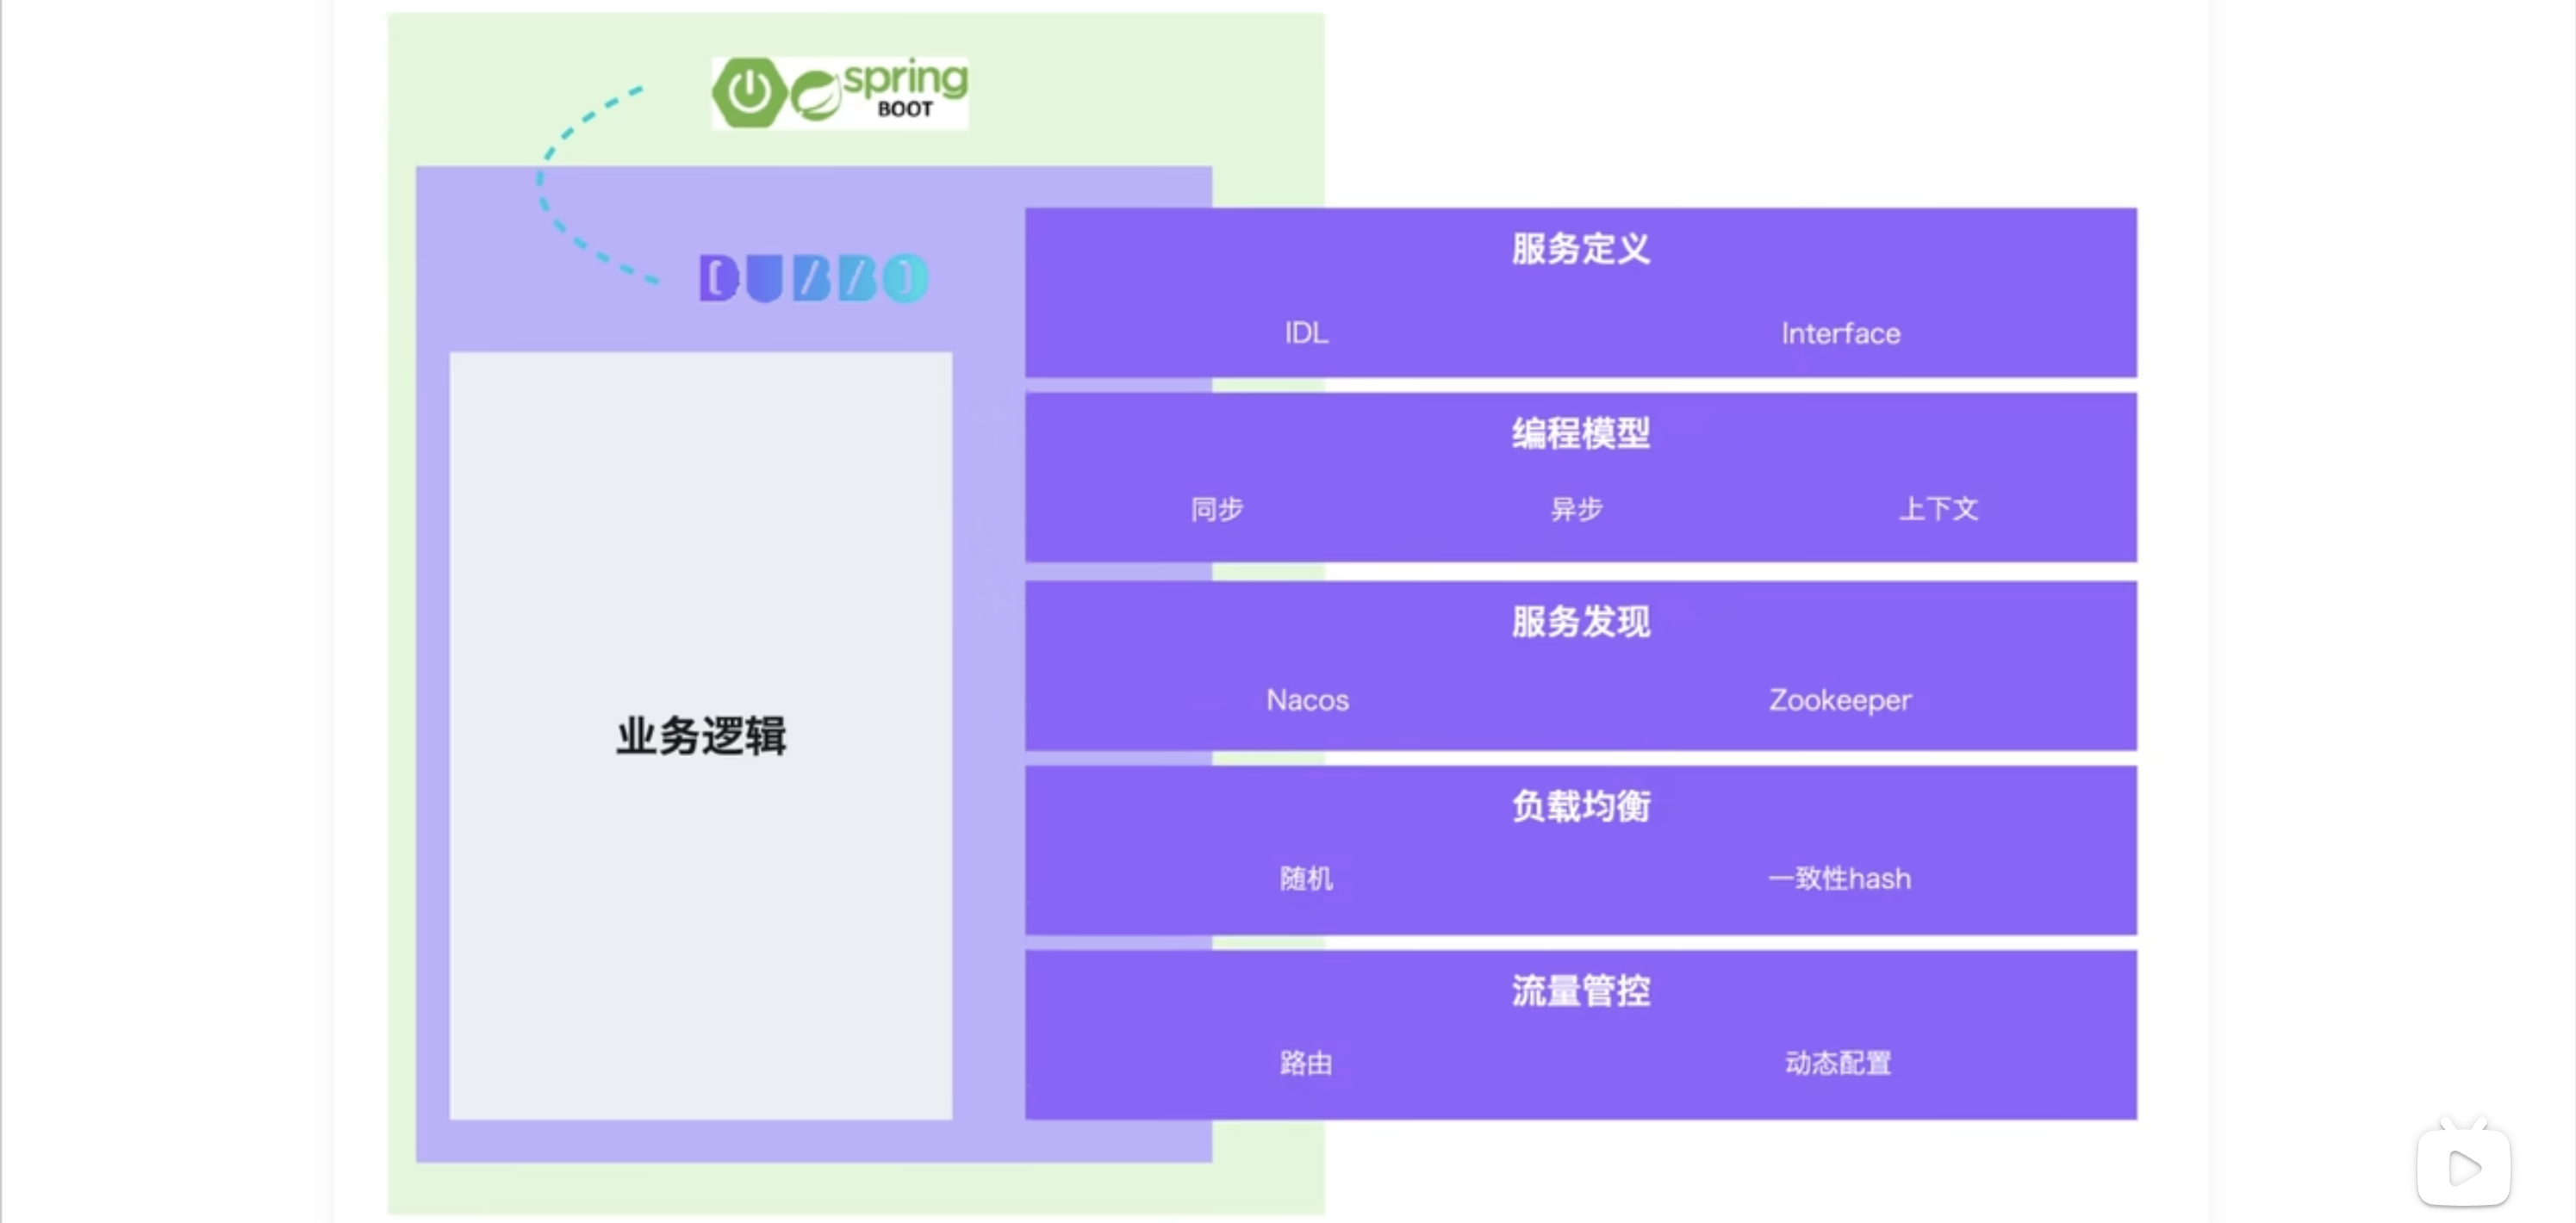 spring
BOOT
DUBBO
业务逻辑
服务定义
IDL
Interface
编程模型
同步
异步
上下文
服务发现
Nacos
Zookeeper
负载均衡
随机
一致性hash
流量管控
路由
动态配置